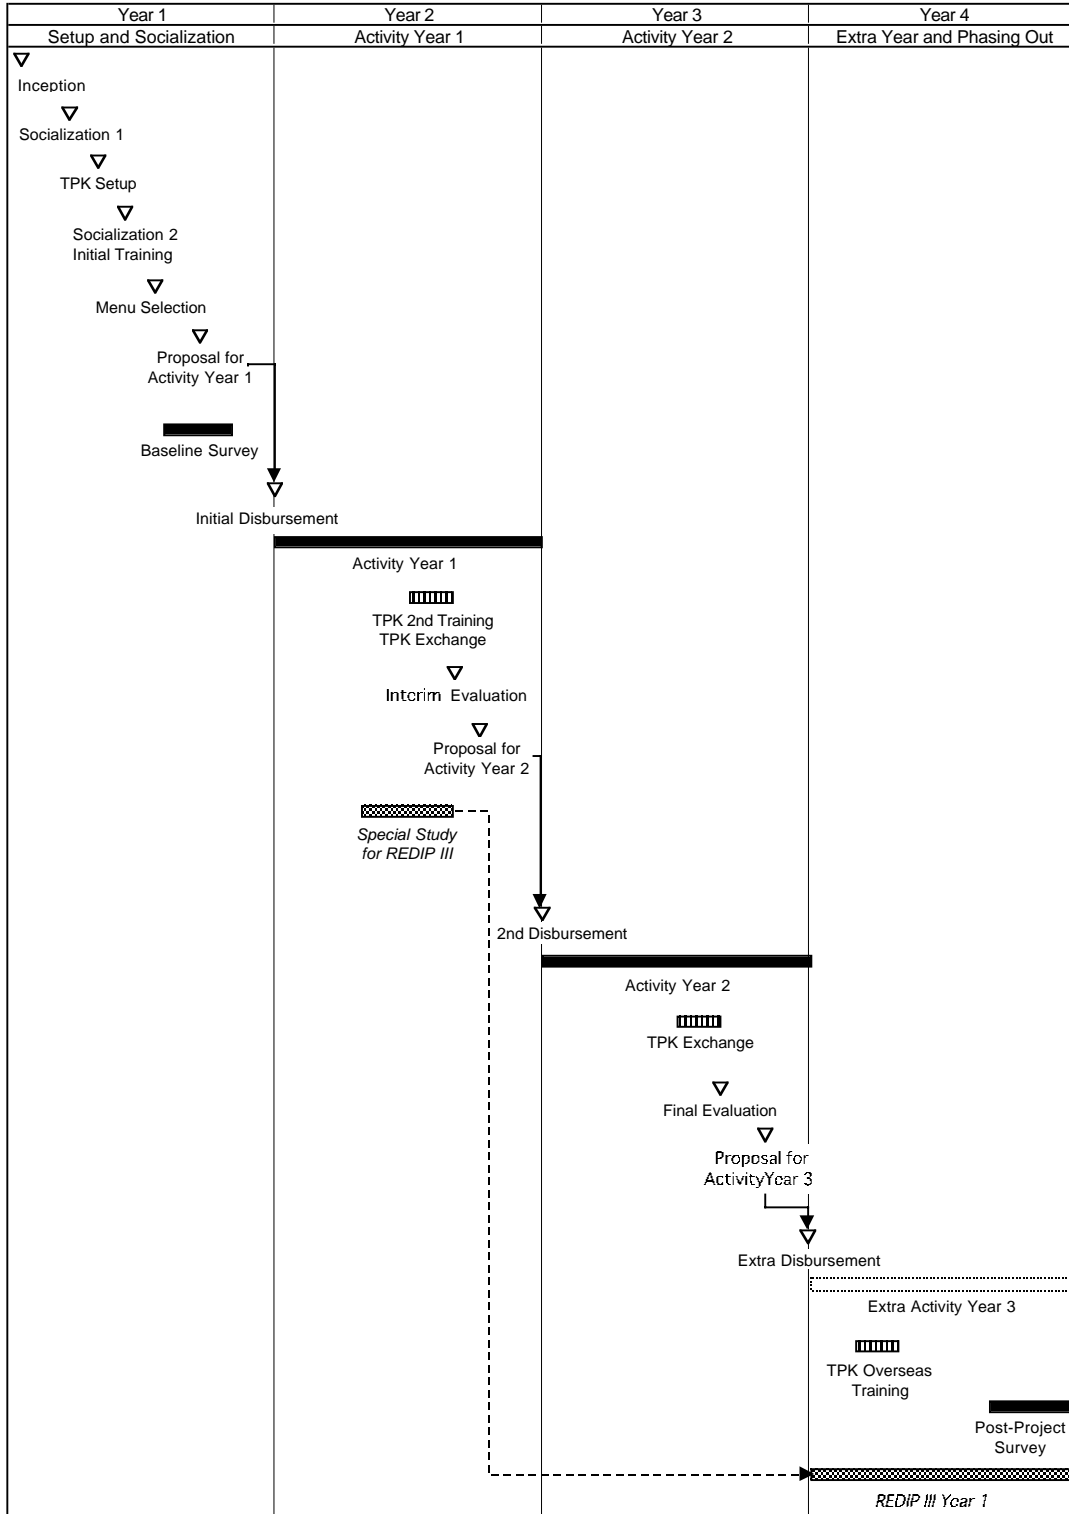 Year 1
Year 2
Year 3
Year 4
Setup and Socialization
Activity Year 1
Activity Year 2
Extra Year and Phasing Out
Inception
Socialization 1
TPK Setup
Socialization 2
Initial Training
Menu Selection
Proposal for
Activity Year 1
Baseline Survey
Initial Disbursement
Activity Year 1
TPK 2nd Training
TPK Exchange
Interim Evaluation
Proposal for
Activity Year 2
Special Study
for REDIP III
2nd Disbursement
Activity Year 2
TPK Exchange
Final Evaluation
Proposal for
ActivityYear 3
Extra Disbursement
Extra Activity Year 3
TPK Overseas
Training
Post-Project
Survey
REDIP III Year 1